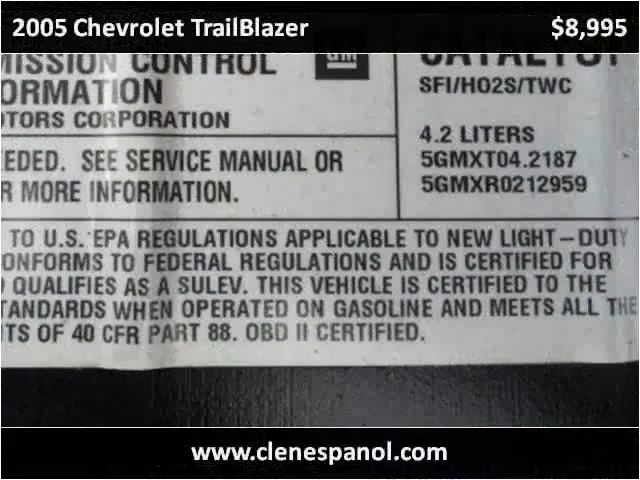 2005 Chevrolet TrailBlazer $8,995
MISSION CONTROL
ORMATION
OTORS CORPORATION
GM
CATALYST
SFI/HO2S/TWC
4.2 LITERS
5GMXT04.2187
5GMXR0212959
EDED. SEE SERVICE MANUAL OR
R MORE INFORMATION.
TO U.S. EPA REGULATIONS APPLICABLE TO NEW LIGHT-DUTY
ONFORMS TO FEDERAL REGULATIONS AND IS CERTIFIED FOR
QUALIFIES AS A SULEV. THIS VEHICLE IS CERTIFIED TO THE
TANDARDS WHEN OPERATED ON GASOLINE AND MEETS ALL THE
TS OF 40 CFR PART 88. OBD II CERTIFIED.
www.clenespanol.com